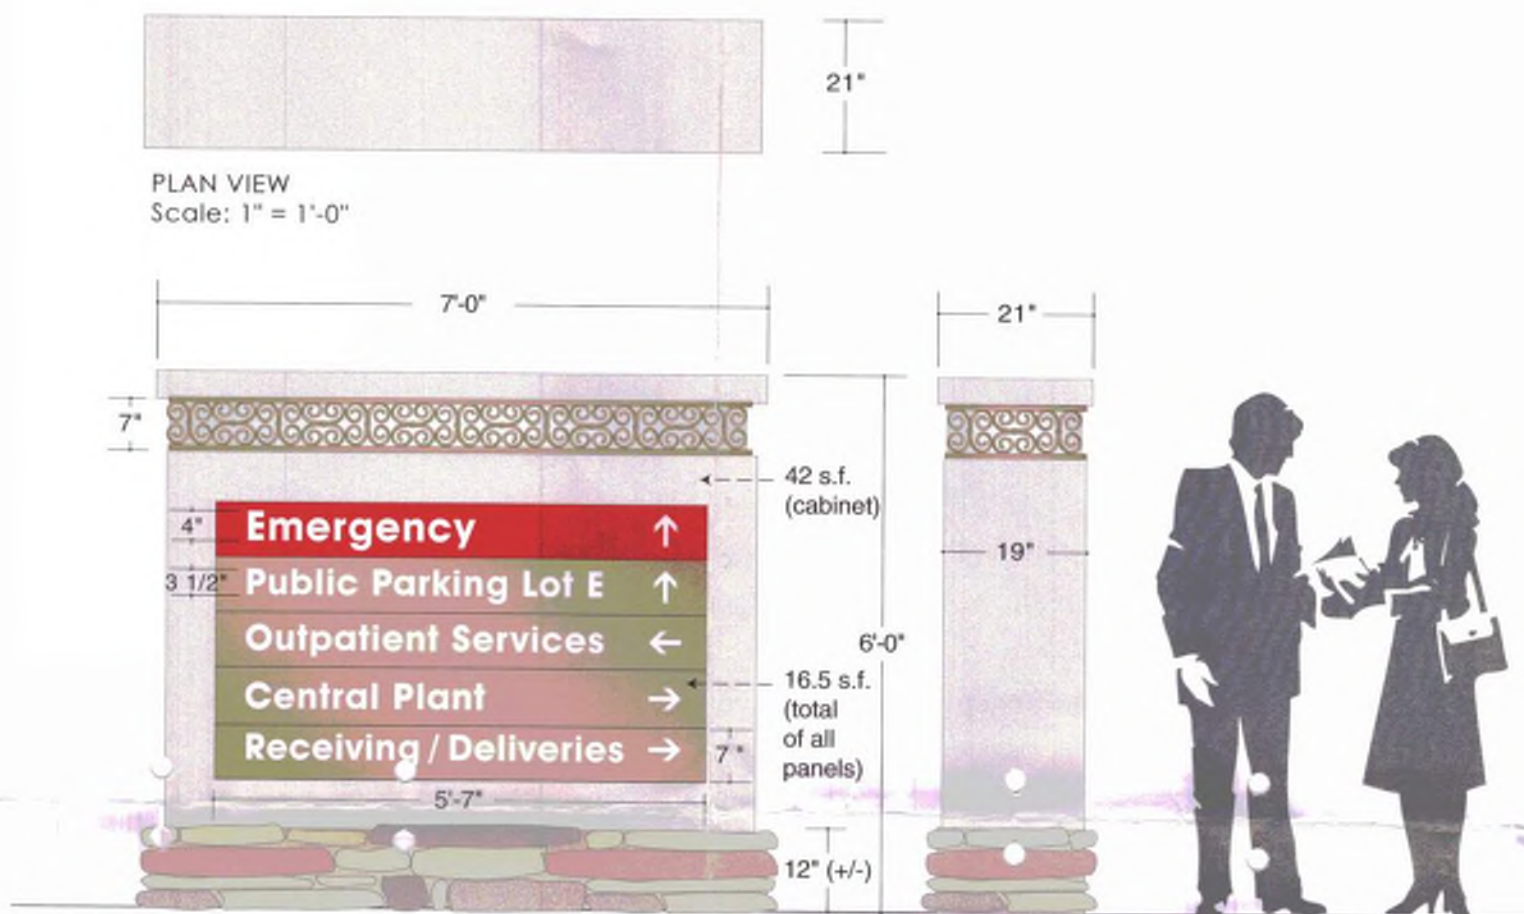 21"
PLAN VIEW
Scale: 1" = 1'-0"
7'-0"
21"
7"
42 s.f.
(cabinet)
4"
Emergency ↑
3 1/2"
Public Parking Lot E ↑
19"
Outpatient Services ←
6'-0"
Central Plant →
16.5 s.f.
(total
of all
panels)
Receiving / Deliveries →
7"
5'-7"
12" (+/-)